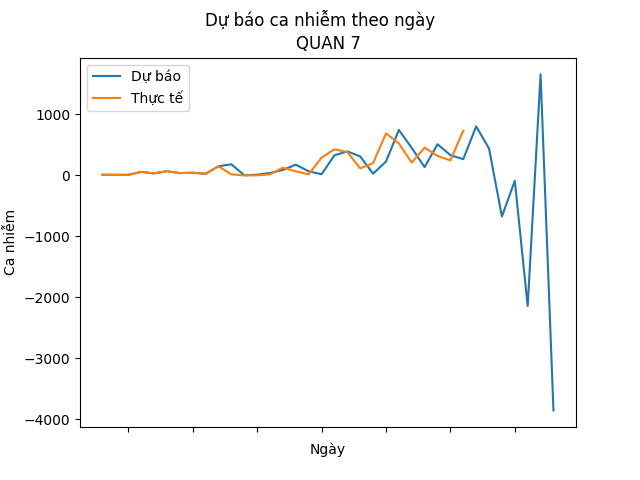 Dự báo ca nhiễm theo ngày
QUAN 7
Dự báo
Thực tế
1000
0
−1000
−2000
−3000
−4000
Ca nhiễm
Ngày